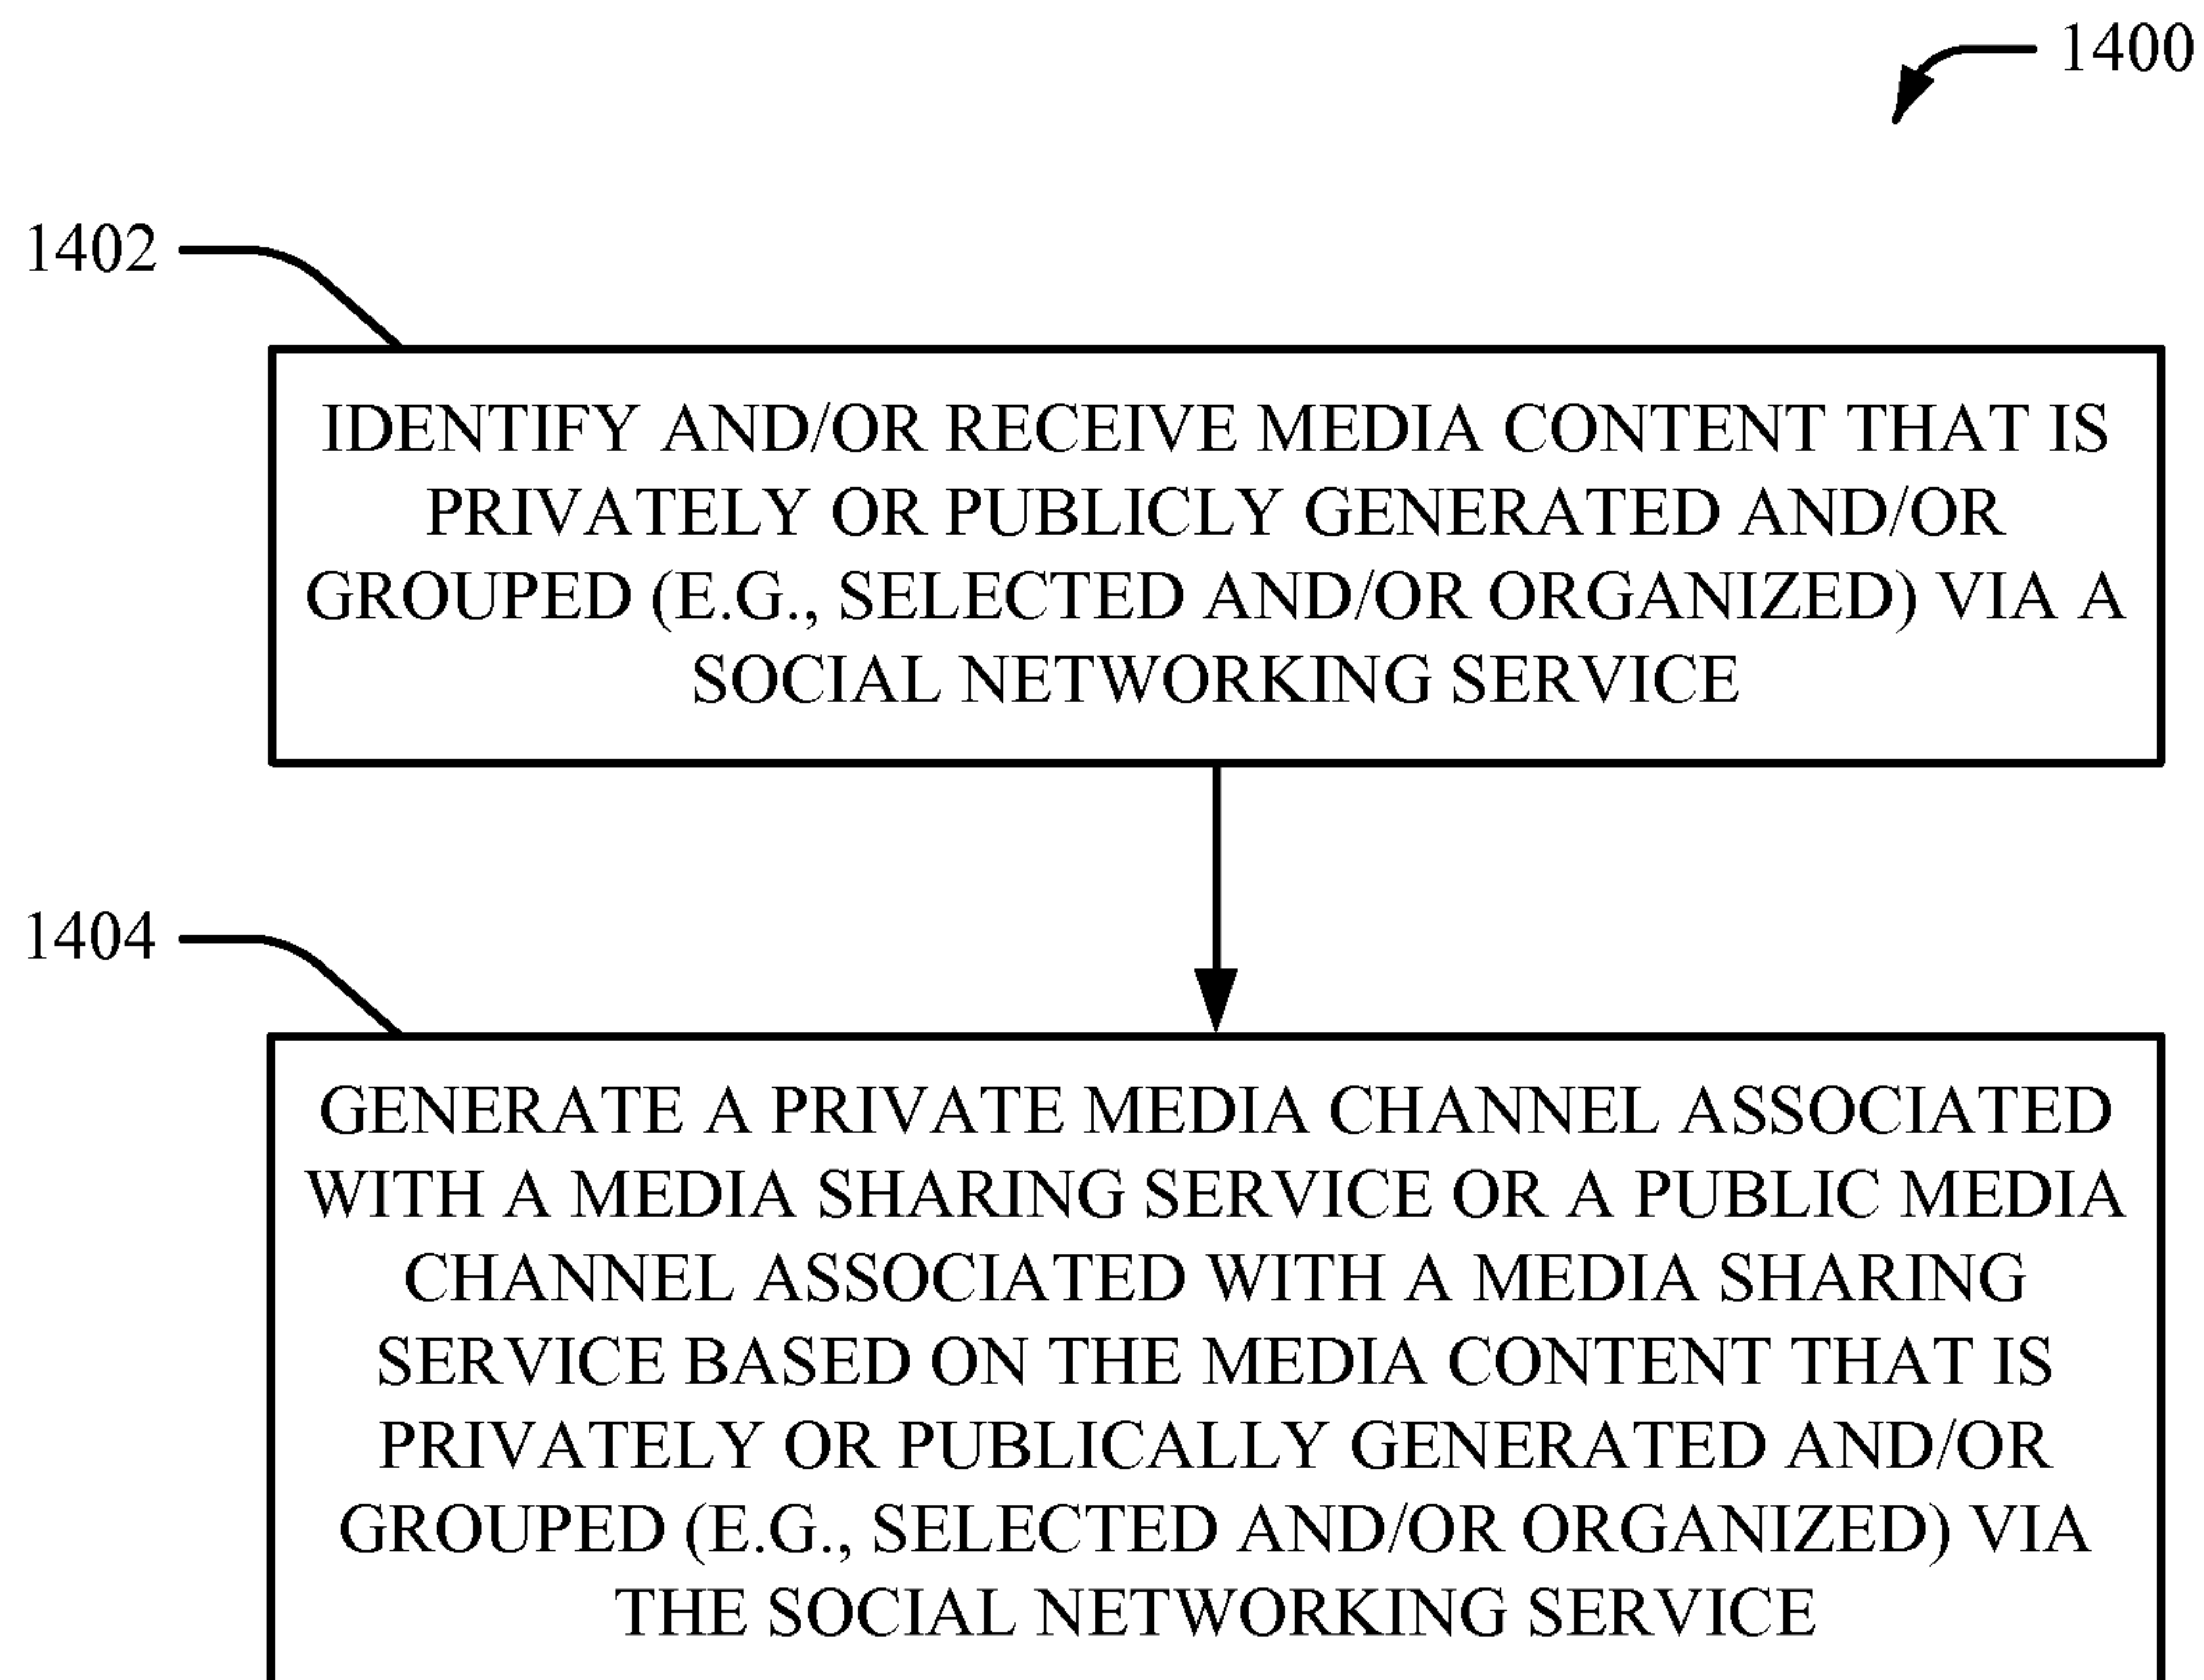 1400
1402
IDENTIFY AND/OR RECEIVE MEDIA CONTENT THAT IS
PRIVATELY OR PUBLICLY GENERATED AND/OR
GROUPED (E.G., SELECTED AND/OR ORGANIZED) VIA A
SOCIAL NETWORKING SERVICE
1404
GENERATE A PRIVATE MEDIA CHANNEL ASSOCIATED
WITH A MEDIA SHARING SERVICE OR A PUBLIC MEDIA
CHANNEL ASSOCIATED WITH A MEDIA SHARING
SERVICE BASED ON THE MEDIA CONTENT THAT IS
PRIVATELY OR PUBLICALLY GENERATED AND/OR
GROUPED (E.G., SELECTED AND/OR ORGANIZED) VIA
THE SOCIAL NETWORKING SERVICE